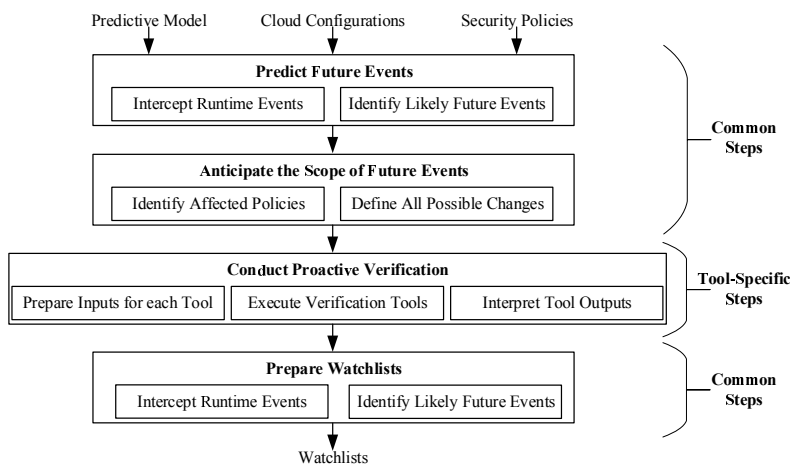 Predictive Model
Cloud Configurations
Security Policies
Predict Future Events
Intercept Runtime Events
Identify Likely Future Events
Common
Steps
Anticipate the Scope of Future Events
Identify Affected Policies
Define All Possible Changes
Conduct Proactive Verification
Prepare Inputs for each Tool
Execute Verification Tools
Interpret Tool Outputs
Tool-Specific
Steps
Prepare Watchlists
Intercept Runtime Events
Identify Likely Future Events
Common
Steps
Watchlists